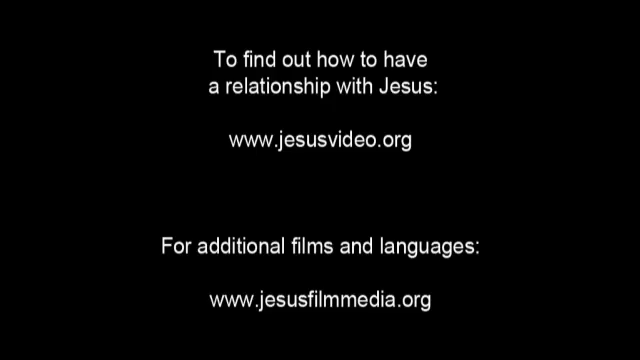 To find out how to have
a relationship with Jesus:
www.jesusvideo.org
For additional films and languages:
www.jesusfilmmedia.org